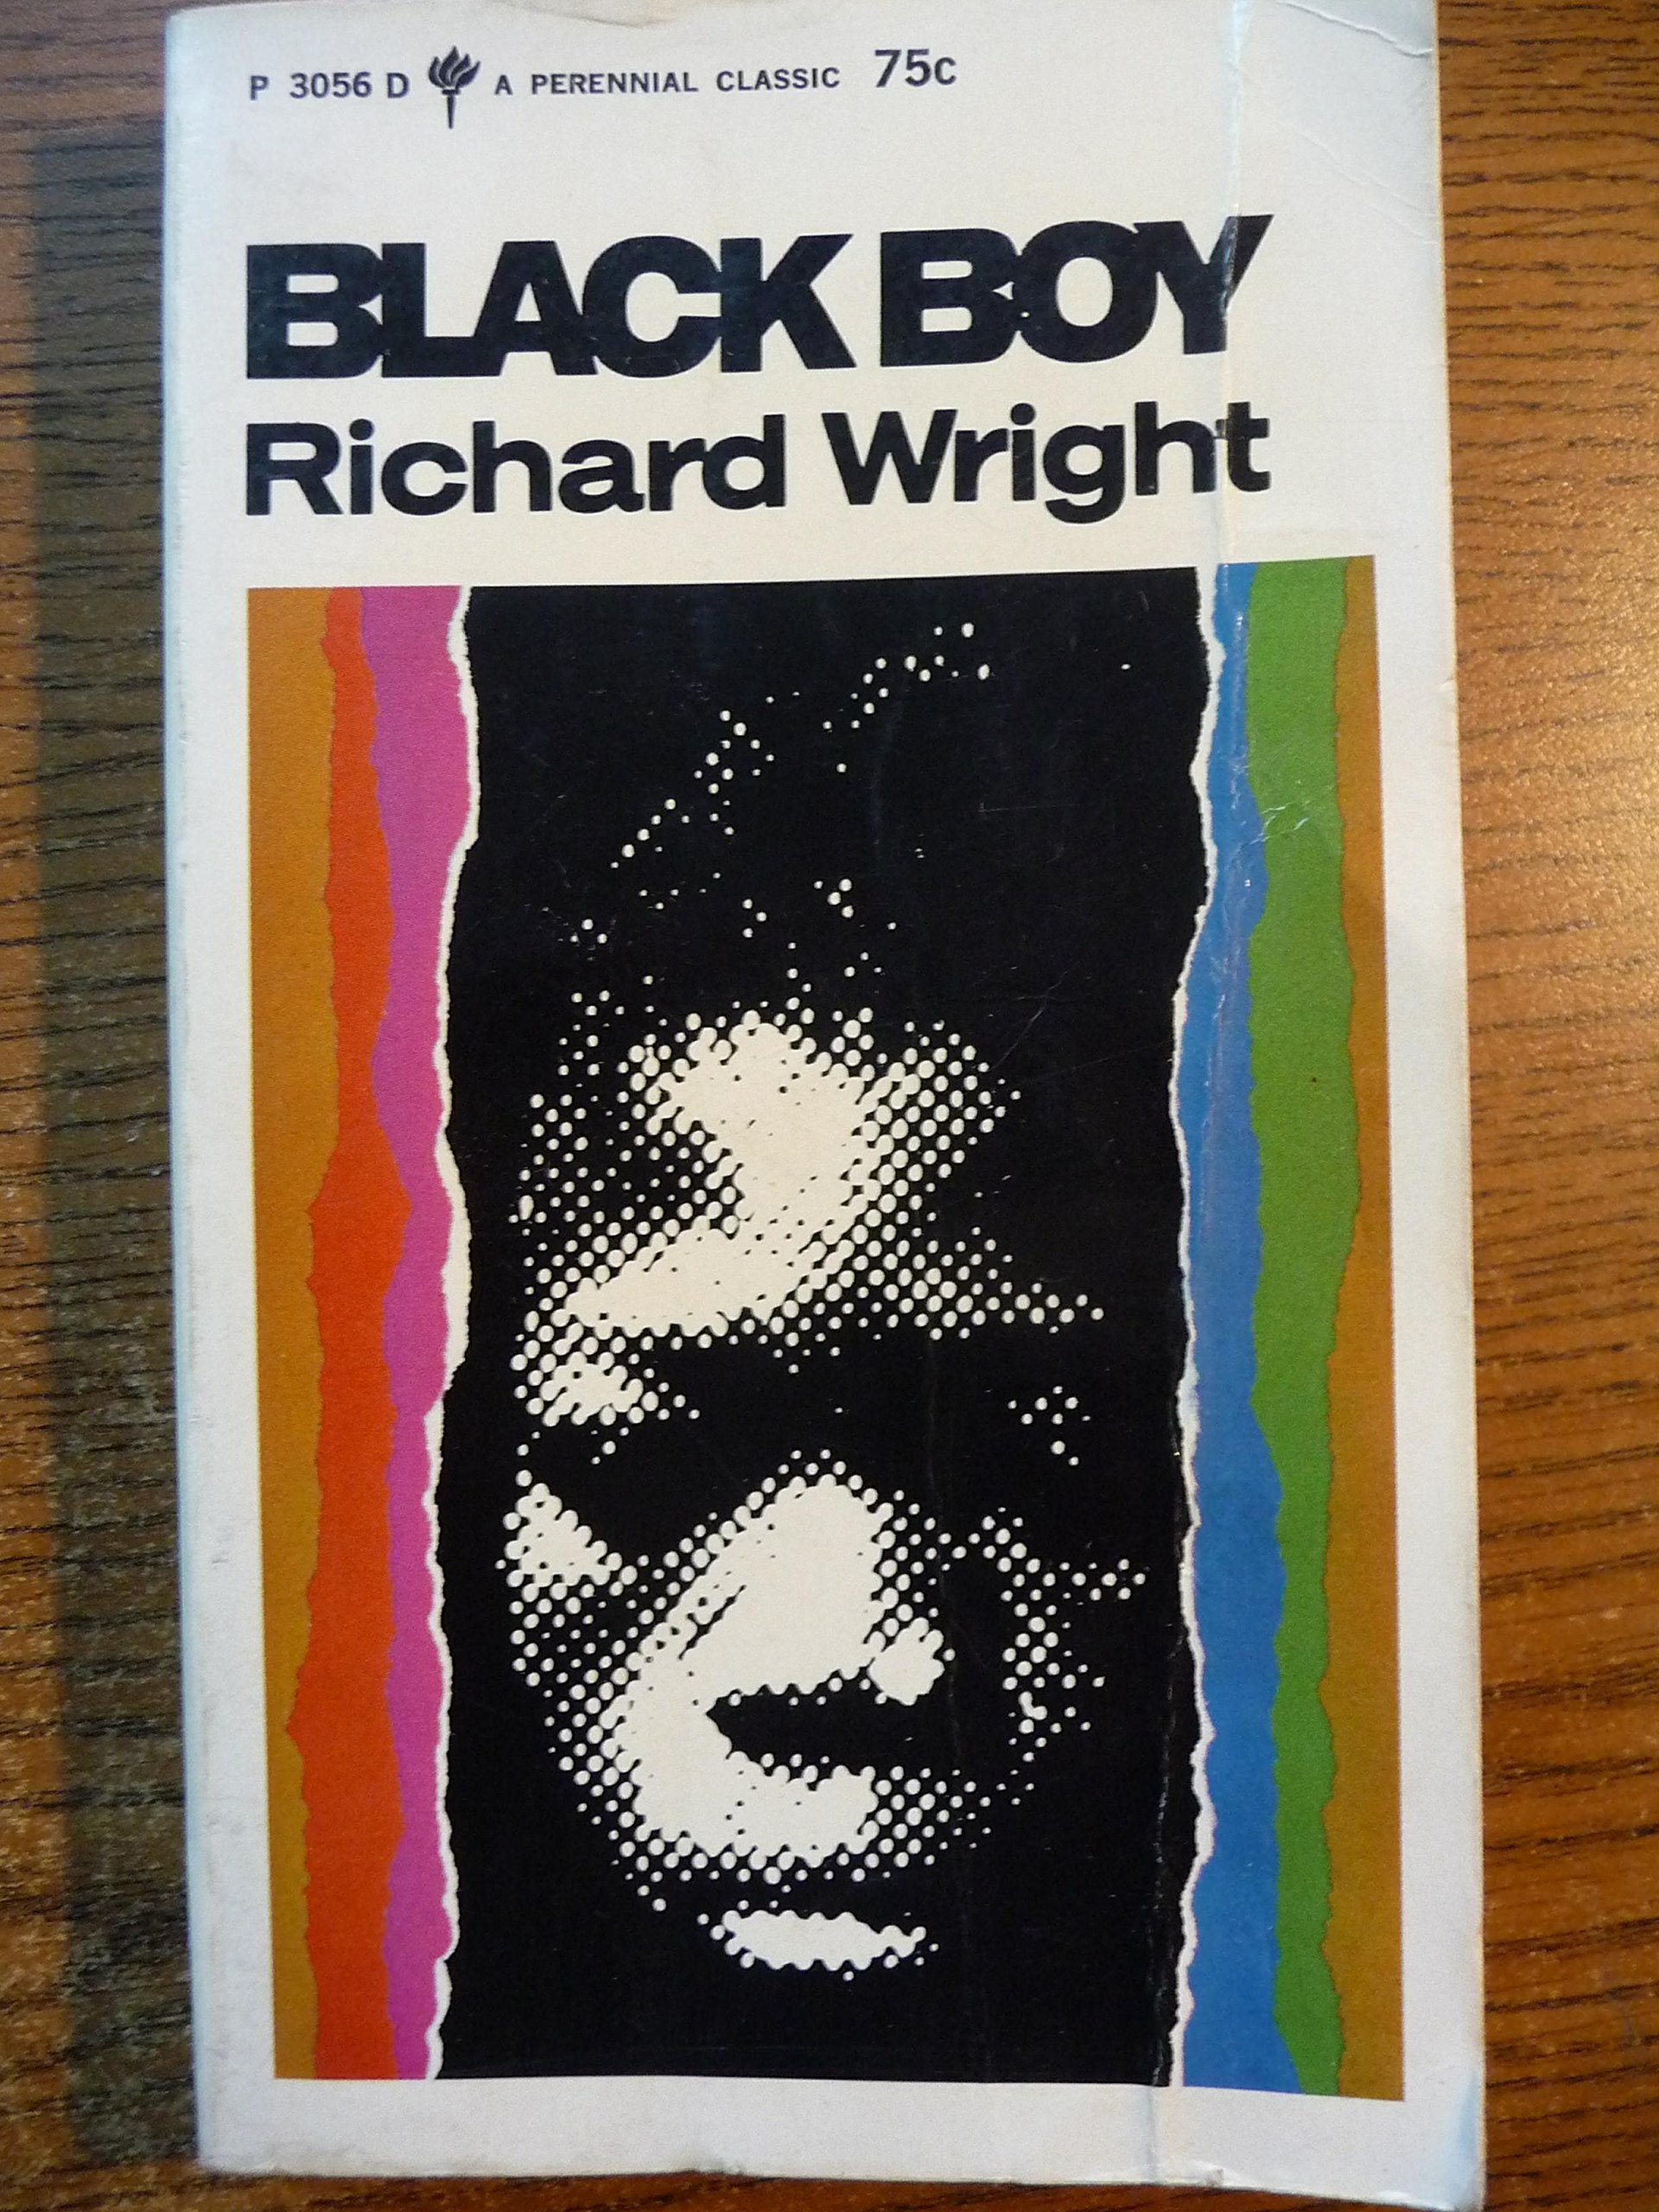 P 3056 D A PERENNIAL CLASSIC 75c
BLACK BOY
Richard Wright